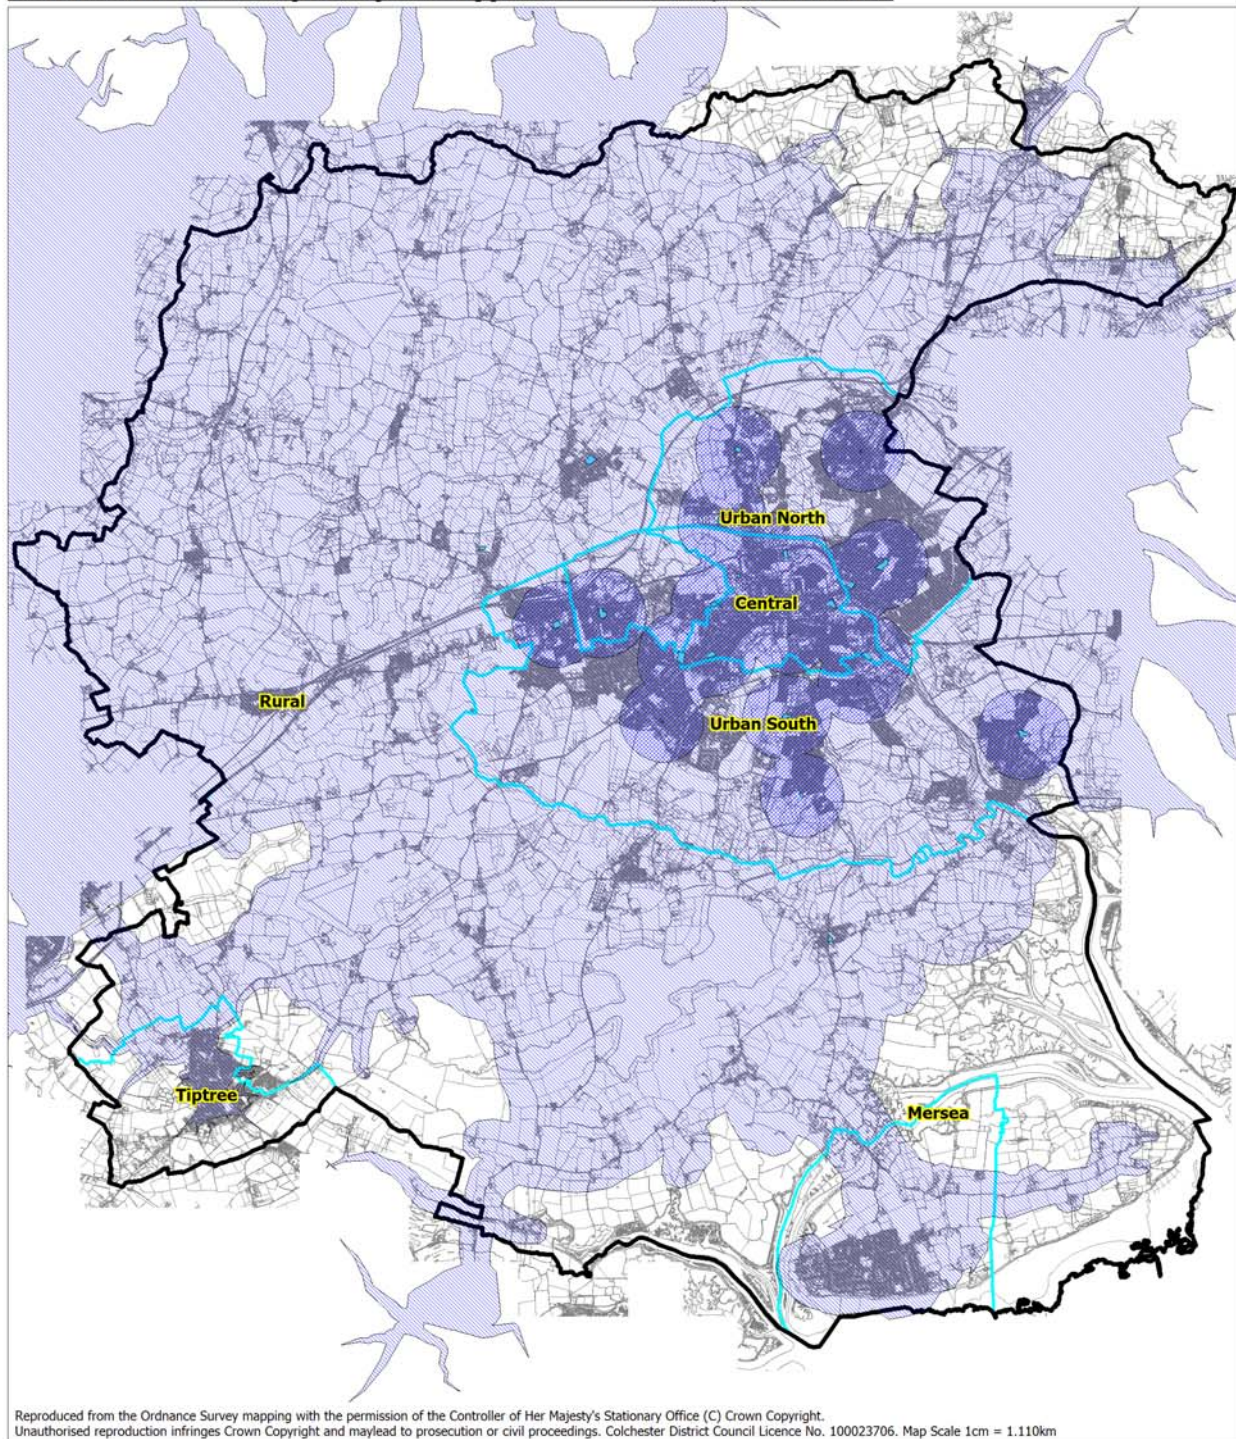 Urban North
Central
Rural
Urban South
Tiptree
Mersea
Reproduced from the Ordnance Survey mapping with the permission of the Controller of Her Majesty's Stationary Office (C) Crown Copyright.
Unauthorised reproduction infringes Crown Copyright and maylead to prosecution or civil proceedings. Colchester District Council Licence No. 100023706. Map Scale 1cm = 1.110km